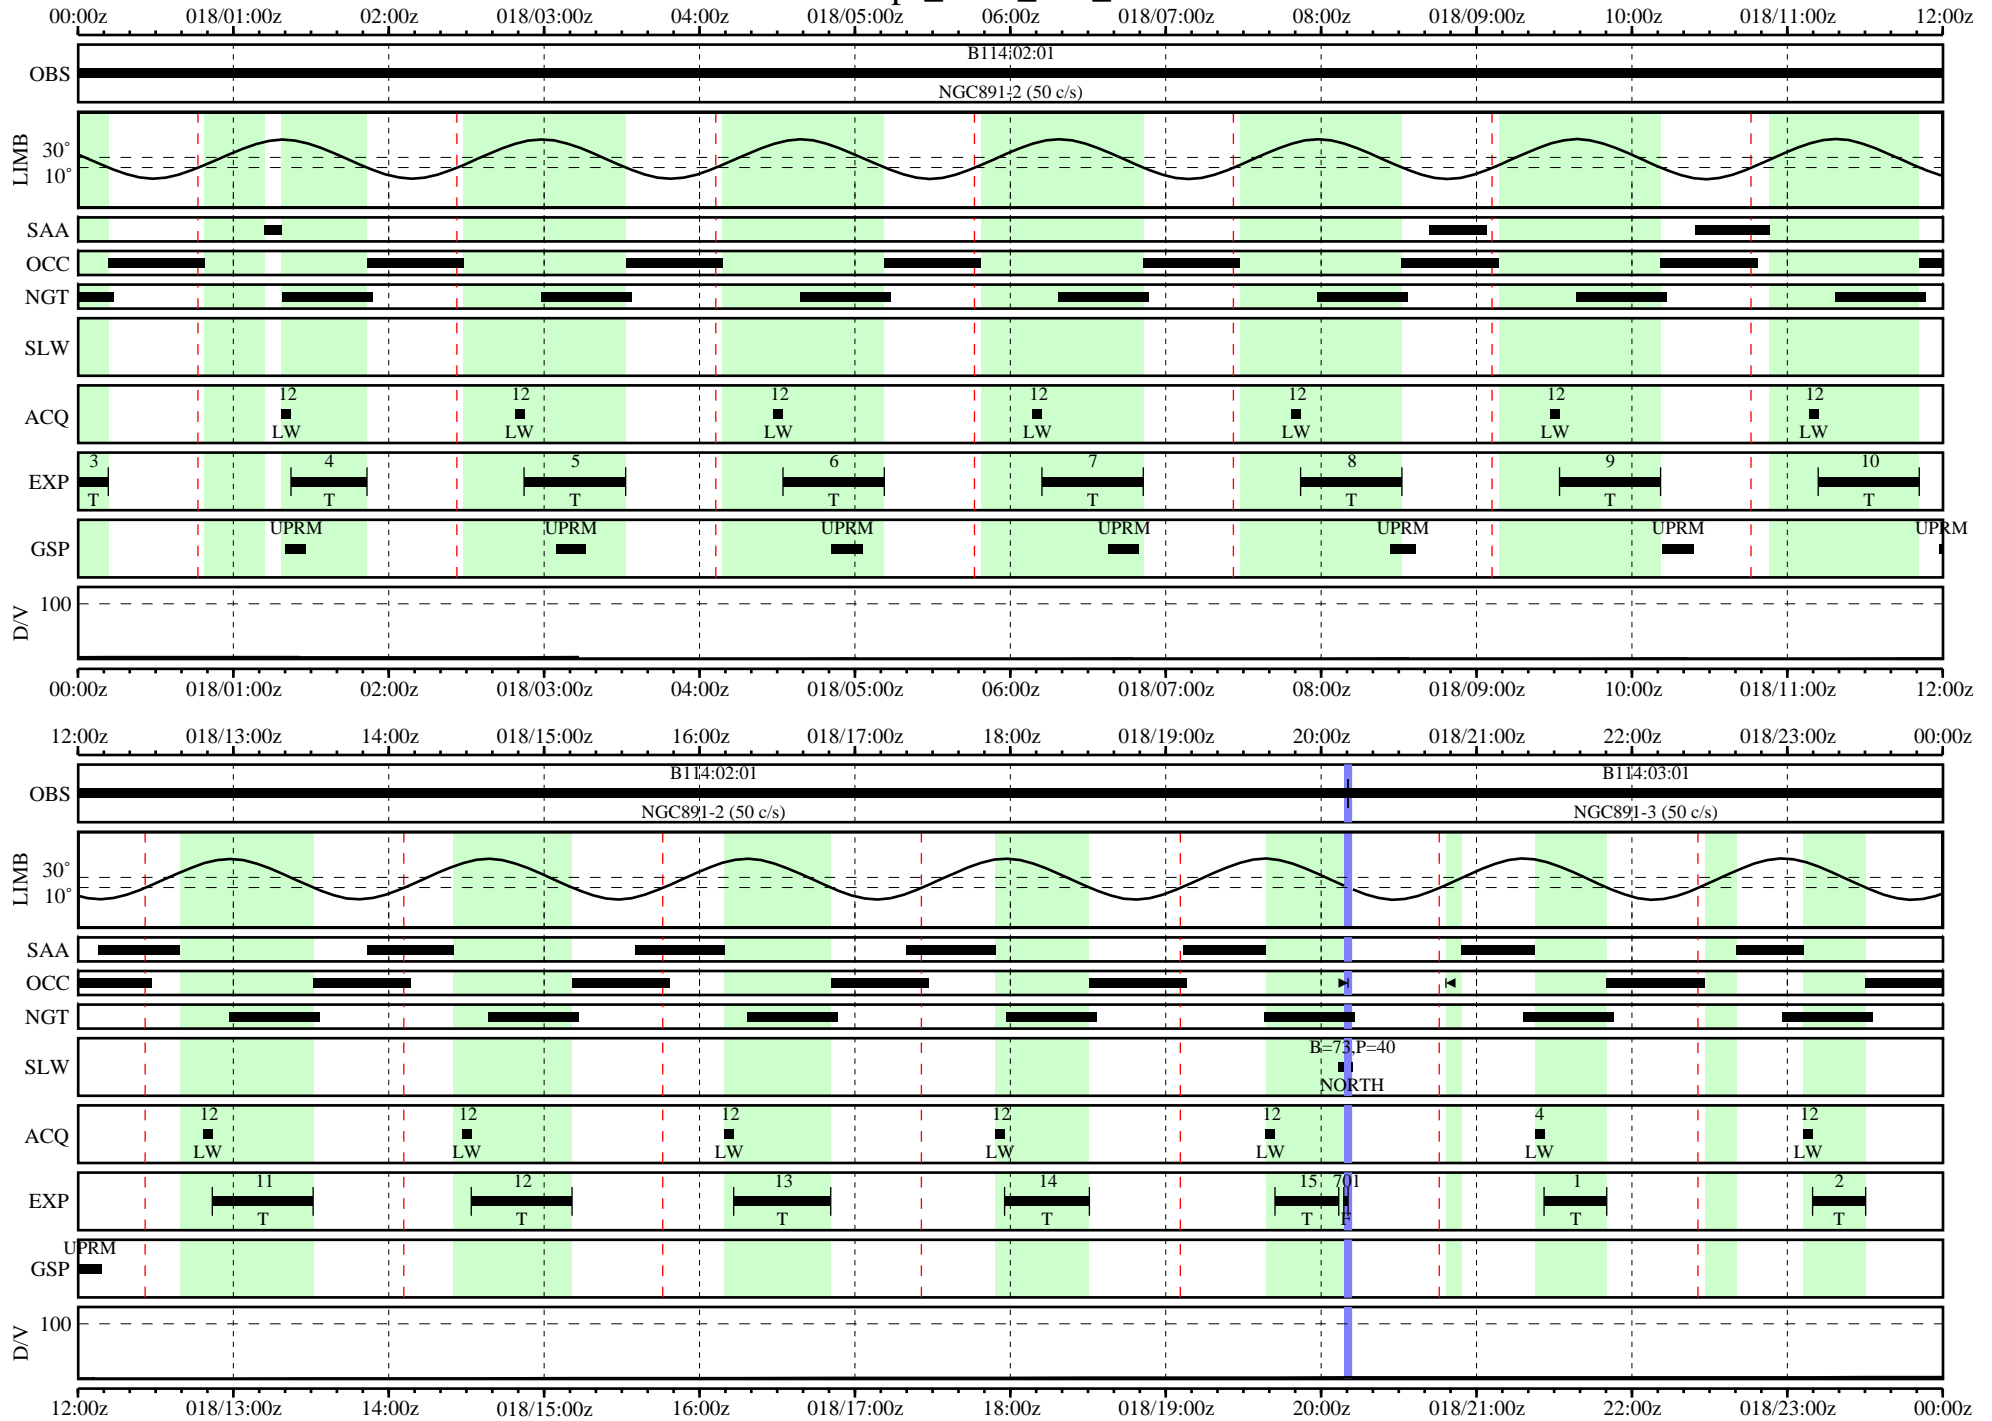 00:00z 018/01:00z 02:00z 018/03:00z 04:00z 018/05:00z 06:00z 018/07:00z 08:00z 018/09:00z 10:00z 018/11:00z 12:00z
B114:02:01
OBS
NGC891-2 (50 c/s)
LIMB
30°
10°
SAA
OCC
NGT
SLW
12 12 12 12 12 12 12
ACQ
LW LW LW LW LW LW LW
3 4 5 6 7 8 9 10
EXP
T T T T T T T T
UPRM UPRM UPRM UPRM UPRM UPRM UPRM
GSP
100
D/V
00:00z 018/01:00z 02:00z 018/03:00z 04:00z 018/05:00z 06:00z 018/07:00z 08:00z 018/09:00z 10:00z 018/11:00z 12:00z
12:00z 018/13:00z 14:00z 018/15:00z 16:00z 018/17:00z 18:00z 018/19:00z 20:00z 018/21:00z 22:00z 018/23:00z 00:00z
B114:02:01 B114:03:01
OBS
NGC891-2 (50 c/s) NGC891-3 (50 c/s)
LIMB
30°
10°
SAA
OCC
NGT
B=73,P=40
SLW
NORTH
12 12 12 12 12 4 12
ACQ
LW LW LW LW LW LW LW
11 12 13 14 15 701 1 2
EXP
T T T T T F T T
UPRM
GSP
100
D/V
12:00z 018/13:00z 14:00z 018/15:00z 16:00z 018/17:00z 18:00z 018/19:00z 20:00z 018/21:00z 22:00z 018/23:00z 00:00z